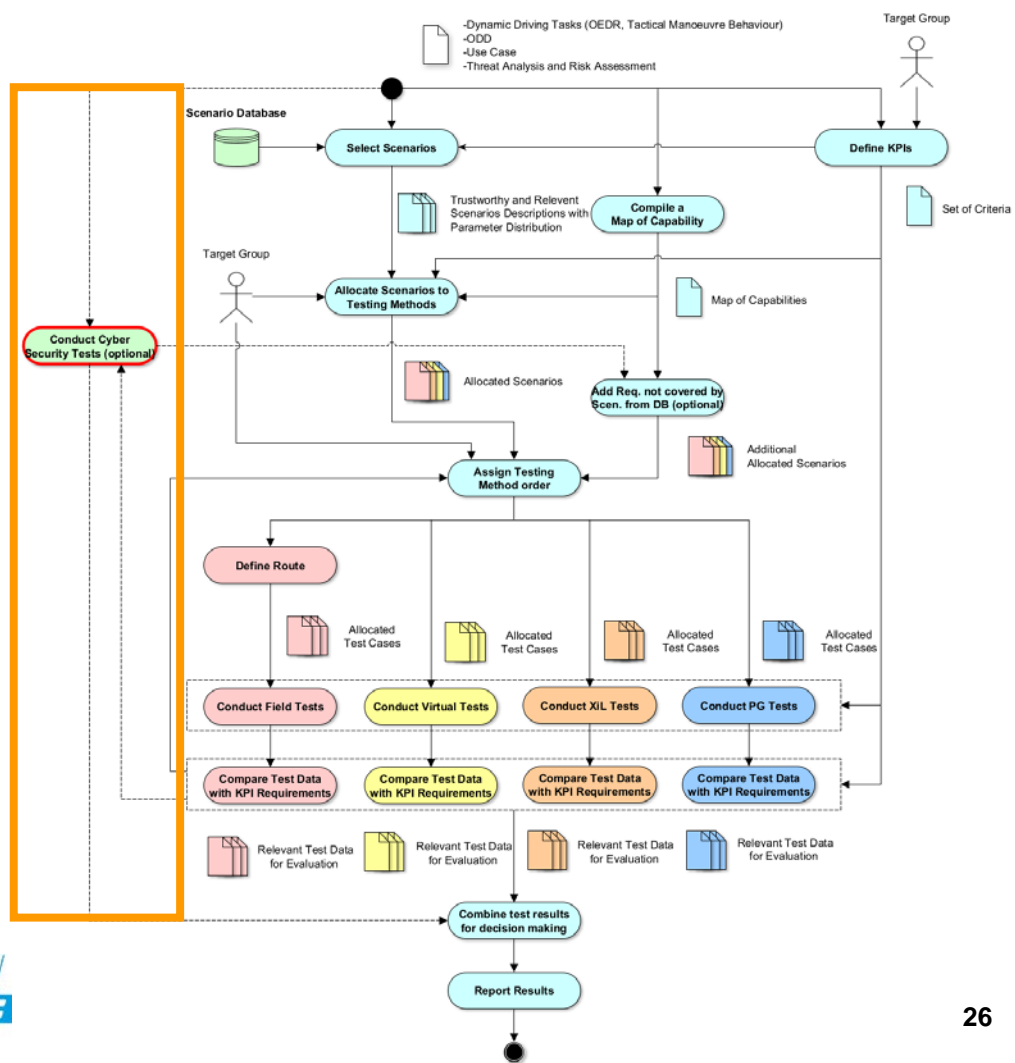 -Dynamic Driving Tasks (OEDR, Tactical Manoeuvre Behaviour)
-ODD
-Use Case
-Threat Analysis and Risk Assessment
Target Group
Scenario Database
Select Scenarios
Define KPIs
Trustworthy and Relevent
Scenarios Descriptions with
Parameter Distribution
Compile a
Map of Capability
Set of Criteria
Target Group
Allocate Scenarios to
Testing Methods
Map of Capabilities
Conduct Cyber
Security Tests (optional)
Allocated Scenarios
Add Req. not covered by
Scen. from DB (optional)
Additional
Allocated Scenarios
Assign Testing
Method order
Define Route
Allocated
Test Cases
Allocated
Test Cases
Allocated
Test Cases
Allocated
Test Cases
Conduct Field Tests
Conduct Virtual Tests
Conduct XiL Tests
Conduct PG Tests
Compare Test Data
with KPI Requirements
Compare Test Data
with KPI Requirements
Compare Test Data
with KPI Requirements
Compare Test Data
with KPI Requirements
Relevant Test Data
for Evaluation
Relevant Test Data
for Evaluation
Relevant Test Data
for Evaluation
Relevant Test Data
for Evaluation
Combine test results
for decision making
Report Results
26